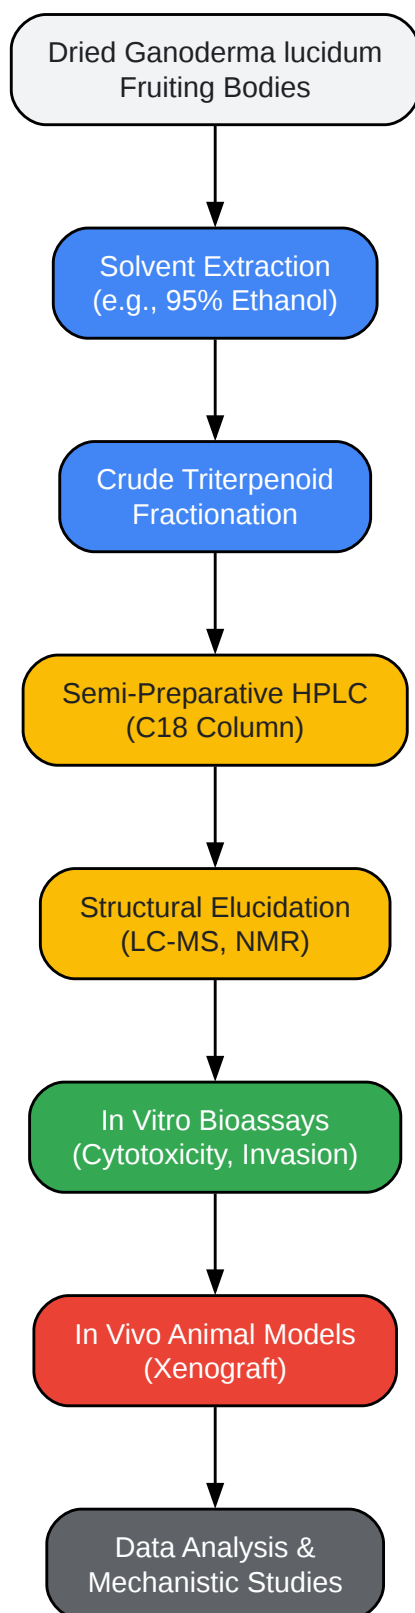 Dried Ganoderma lucidum
Fruiting Bodies
Solvent Extraction
(e.g., 95% Ethanol)
Crude Triterpenoid
Fractionation
Semi-Preparative HPLC
(C18 Column)
Structural Elucidation
(LC-MS, NMR)
In Vitro Bioassays
(Cytotoxicity, Invasion)
In Vivo Animal Models
(Xenograft)
Data Analysis &
Mechanistic Studies